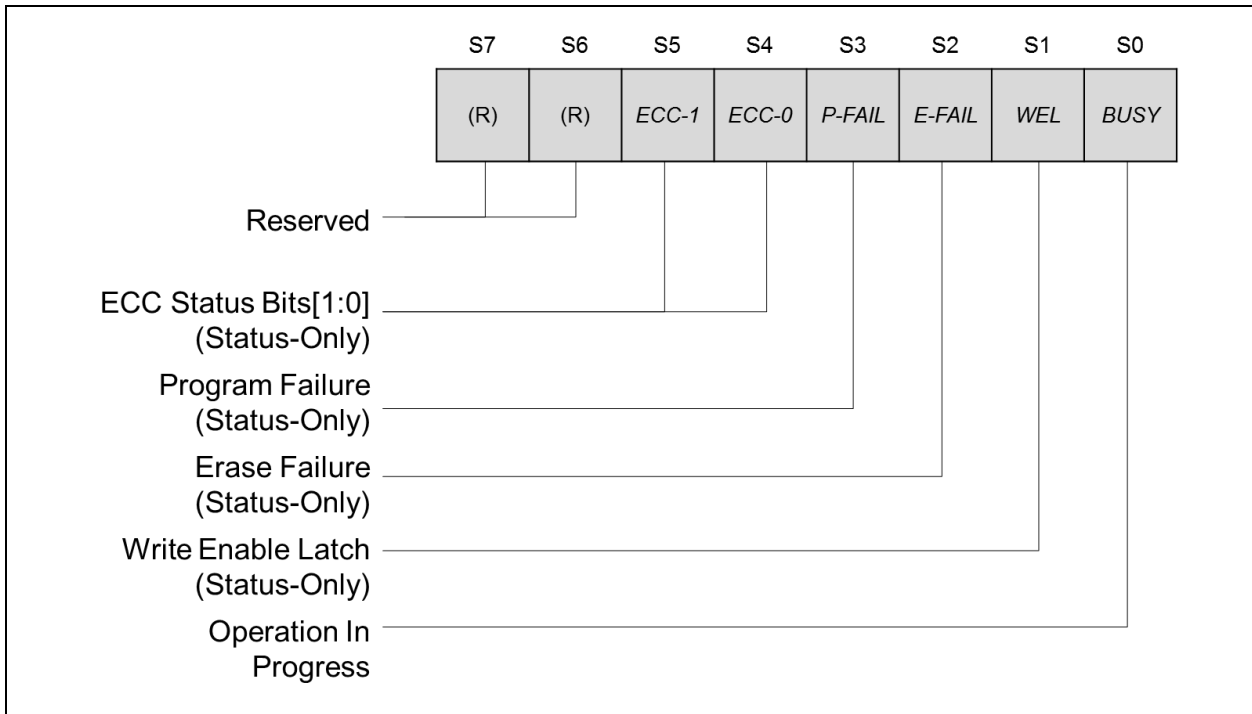 S7 S6 S5 S4 S3 S2 S1 S0
(R) (R) ECC-1 ECC-0 P-FAIL E-FAIL WEL BUSY
Reserved
ECC Status Bits[1:0]
(Status-Only)
Program Failure
(Status-Only)
Erase Failure
(Status-Only)
Write Enable Latch
(Status-Only)
Operation In
Progress